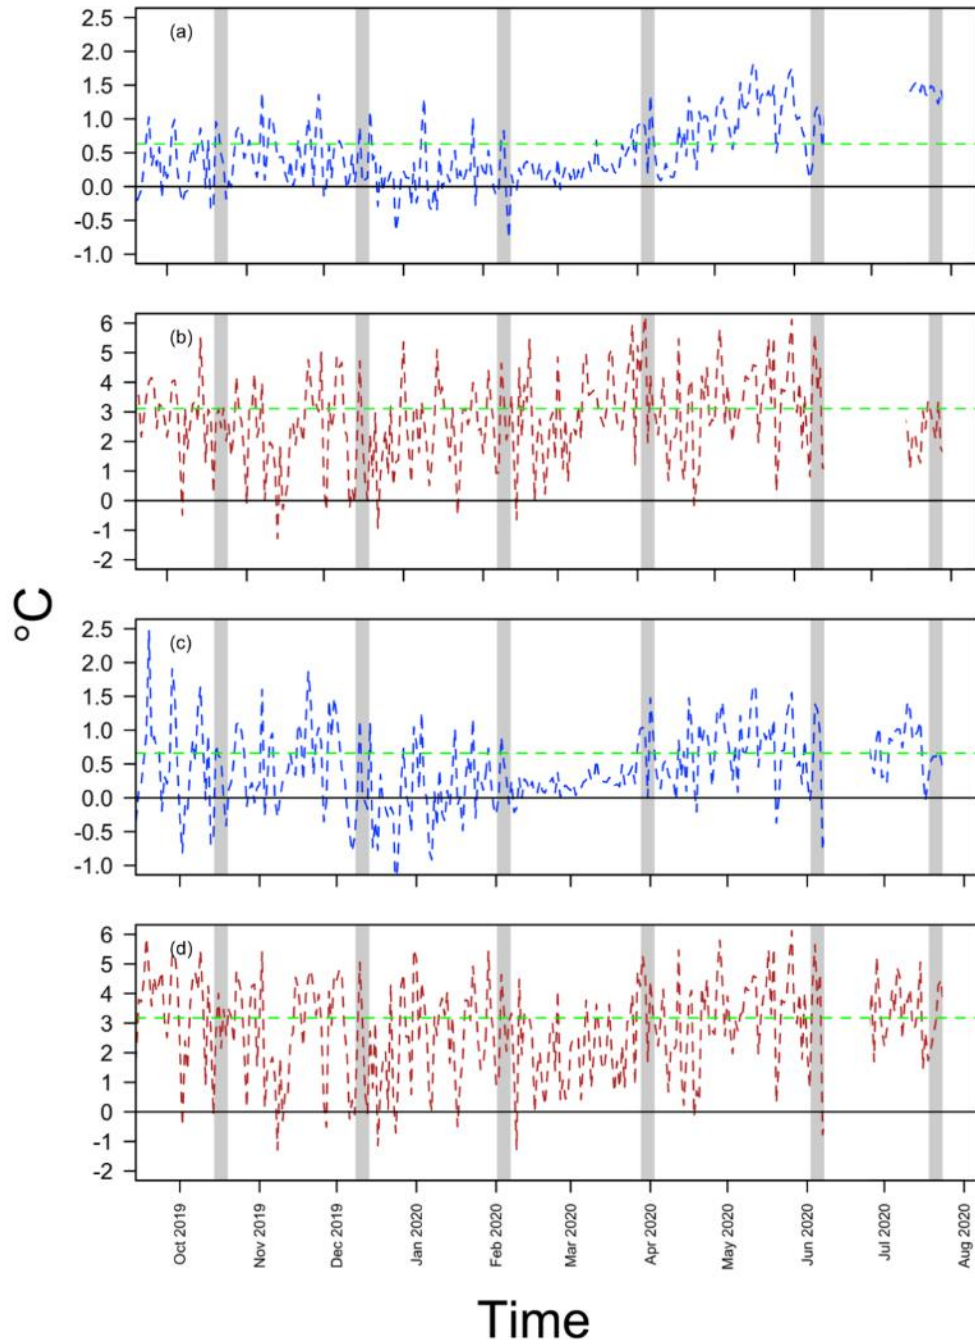 2.5
2.0
1.5
1.0
0.5
0.0
-0.5
-1.0
(a)
6
5
4
3
2
1
0
-1
-2
(b)
°C
2.5
2.0
1.5
1.0
0.5
0.0
-0.5
-1.0
(c)
6
5
4
3
2
1
0
-1
-2
(d)
Oct 2019
Nov 2019
Dec 2019
Jan 2020
Feb 2020
Mar 2020
Apr 2020
May 2020
Jun 2020
Jul 2020
Aug 2020
Time